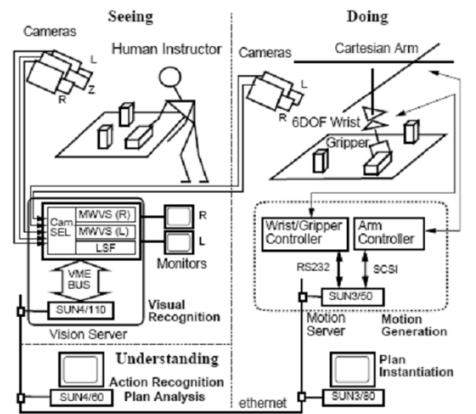 Seeing
Doing
Cameras
Human Instructor
Cameras
Cartesian Arm
L
Z
R
L
R
6DOF Wrist
Gripper
Cam.
SEL
MWVS (R)
MWVS (L)
LSF
R
L
Monitors
VME
BUS
SUN4/110
Visual
Recognition
Vision Server
Wrist/Gripper
Controller
Arm
Controller
RS232
SCSI
SUN3/50
Motion
Server
Motion
Generation
Understanding
Action Recognition
Plan Analysis
SUN4/60
ethernet
Plan
Instantiation
SUN3/80